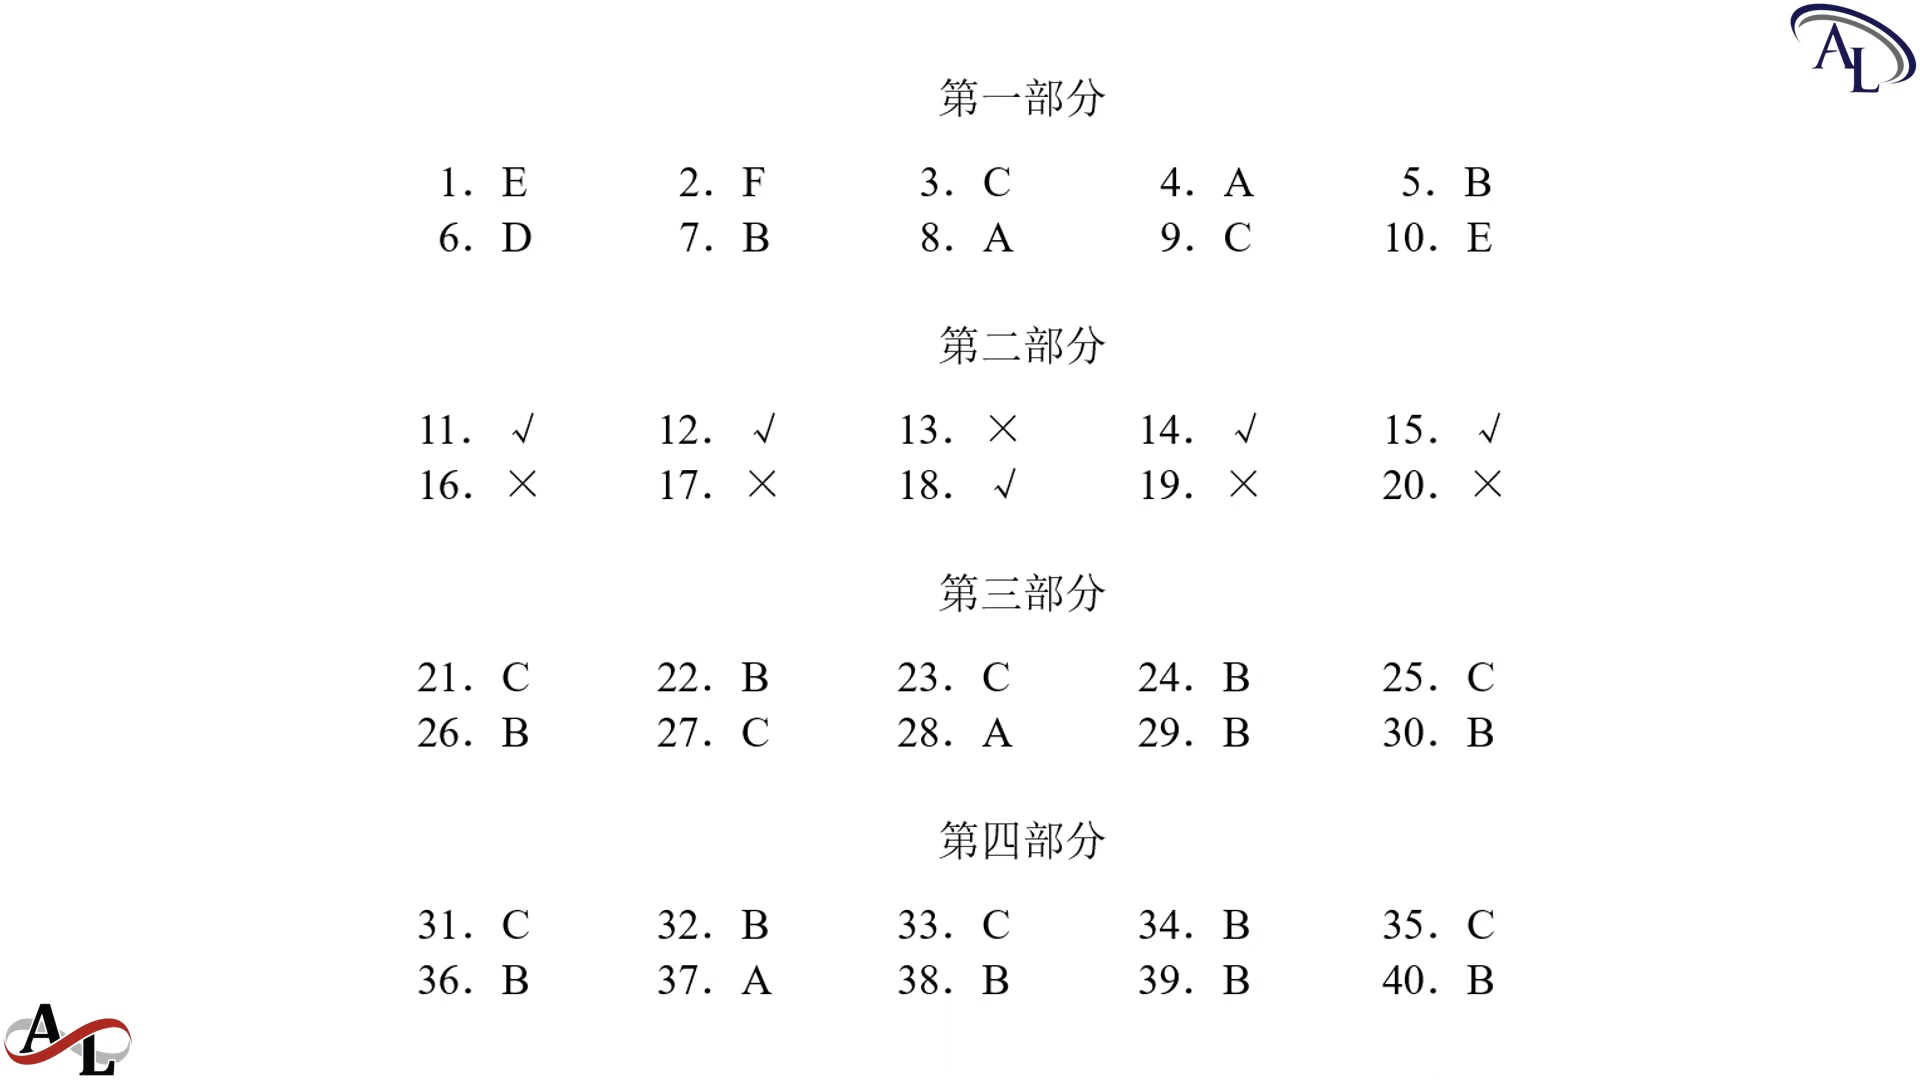 AL
第一部分
1. E 2. F 3. C 4. A 5. B
6. D 7. B 8. A 9. C 10. E
第二部分
11. √ 12. √ 13. × 14. √ 15. √
16. × 17. × 18. √ 19. × 20. ×
第三部分
21. C 22. B 23. C 24. B 25. C
26. B 27. C 28. A 29. B 30. B
第四部分
31. C 32. B 33. C 34. B 35. C
36. B 37. A 38. B 39. B 40. B
AL